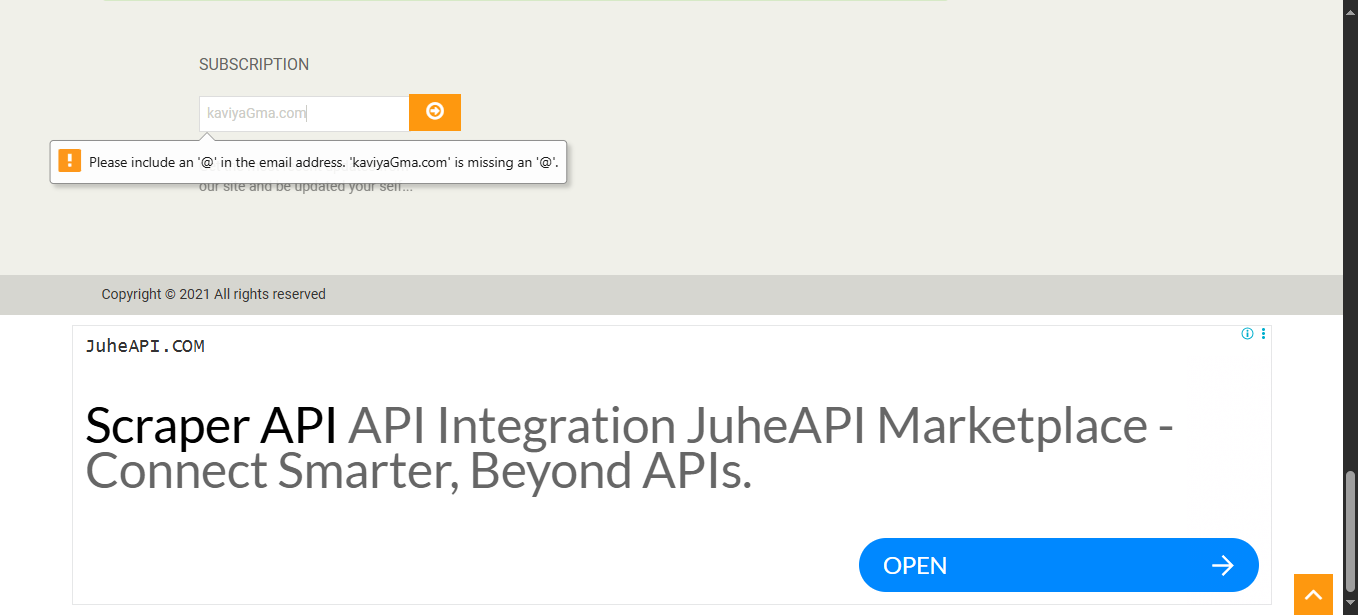 SUBSCRIPTION
kaviyaGma.com
Please include an '@' in the email address. 'kaviyaGma.com' is missing an '@'.
our site and be updated your self...
Copyright © 2021 All rights reserved
JuheAPI.COM
Scraper API API Integration JuheAPI Marketplace -
Connect Smarter, Beyond APIs.
OPEN